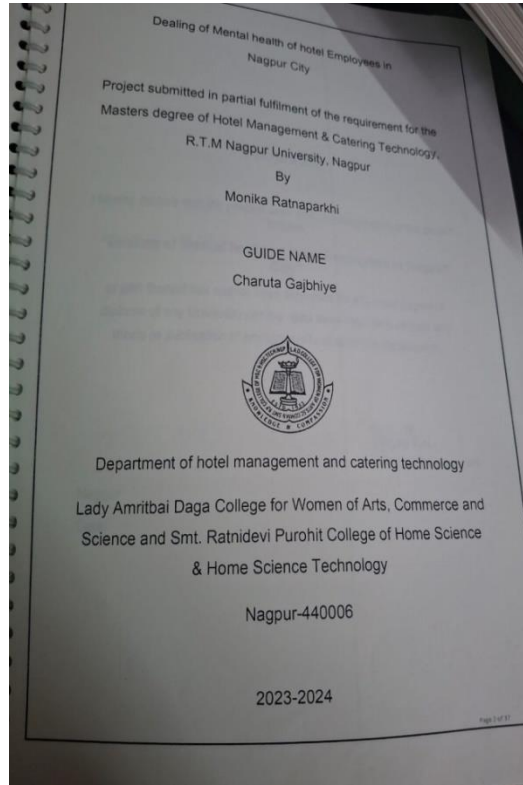 Dealing of Mental health of hotel Employees in
Nagpur City
Project submitted in partial fulfilment of the requirement for the
Masters degree of Hotel Management & Catering Technology,
R.T.M Nagpur University, Nagpur
By
Monika Ratnaparkhi
GUIDE NAME
Charuta Gajbhiye
KNOWLEDGE COMPASSION
Department of hotel management and catering technology
Lady Amritbai Daga College for Women of Arts, Commerce and
Science and Smt. Ratnidevi Purohit College of Home Science
& Home Science Technology
Nagpur-440006
2023-2024